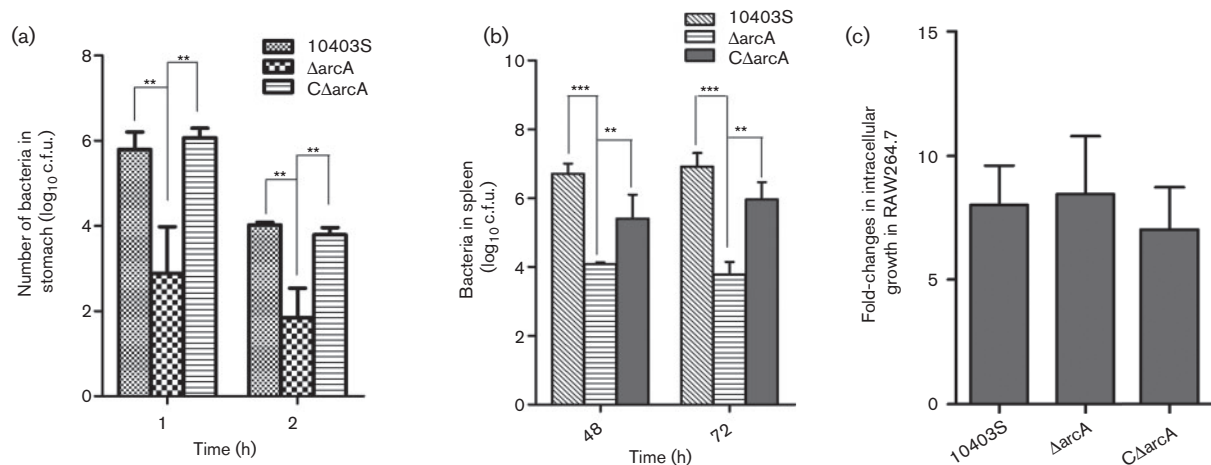 (a)
10403S
ΔarcA
CΔarcA
Number of bacteria in
stomach (log10 c.f.u.)
8
6
4
2
0
**
**
**
**
1
2
Time (h)
(b)
10403S
ΔarcA
CΔarcA
Bacteria in spleen
(log10 c.f.u.)
10
8
6
4
2
0
***
**
***
**
48
72
Time (h)
(c)
Fold-changes in intracellular
growth in RAW264.7
15
10
5
0
10403S
ΔarcA
CΔarcA